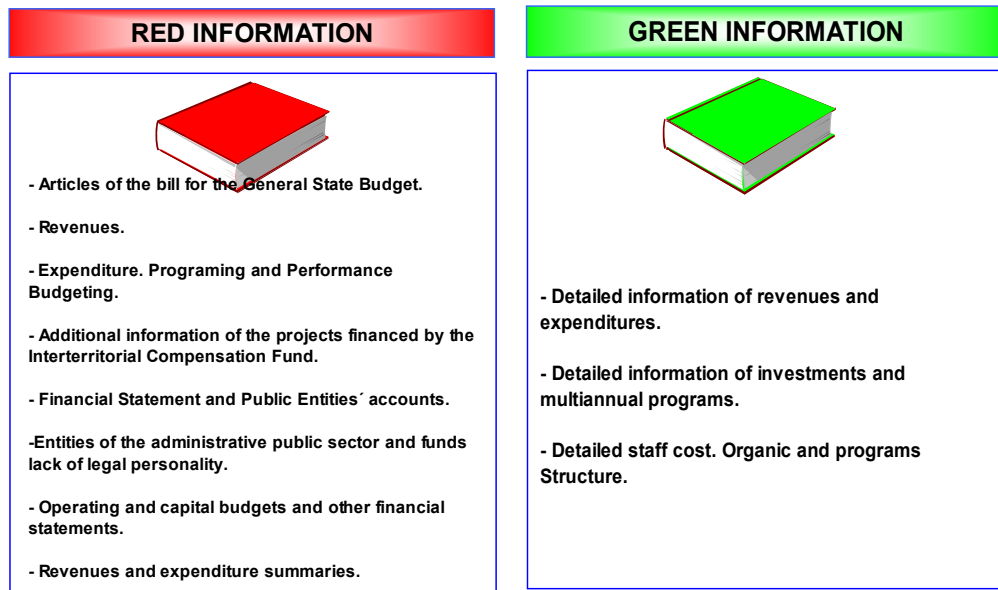 RED INFORMATION
- Articles of the bill for the General State Budget.
- Revenues.
- Expenditure. Programing and Performance
Budgeting.
- Additional information of the projects financed by the
Interterritorial Compensation Fund.
- Financial Statement and Public Entities´ accounts.
-Entities of the administrative public sector and funds
lack of legal personality.
- Operating and capital budgets and other financial
statements.
- Revenues and expenditure summaries.
GREEN INFORMATION
- Detailed information of revenues and
expenditures.
- Detailed information of investments and
multiannual programs.
- Detailed staff cost. Organic and programs
Structure.